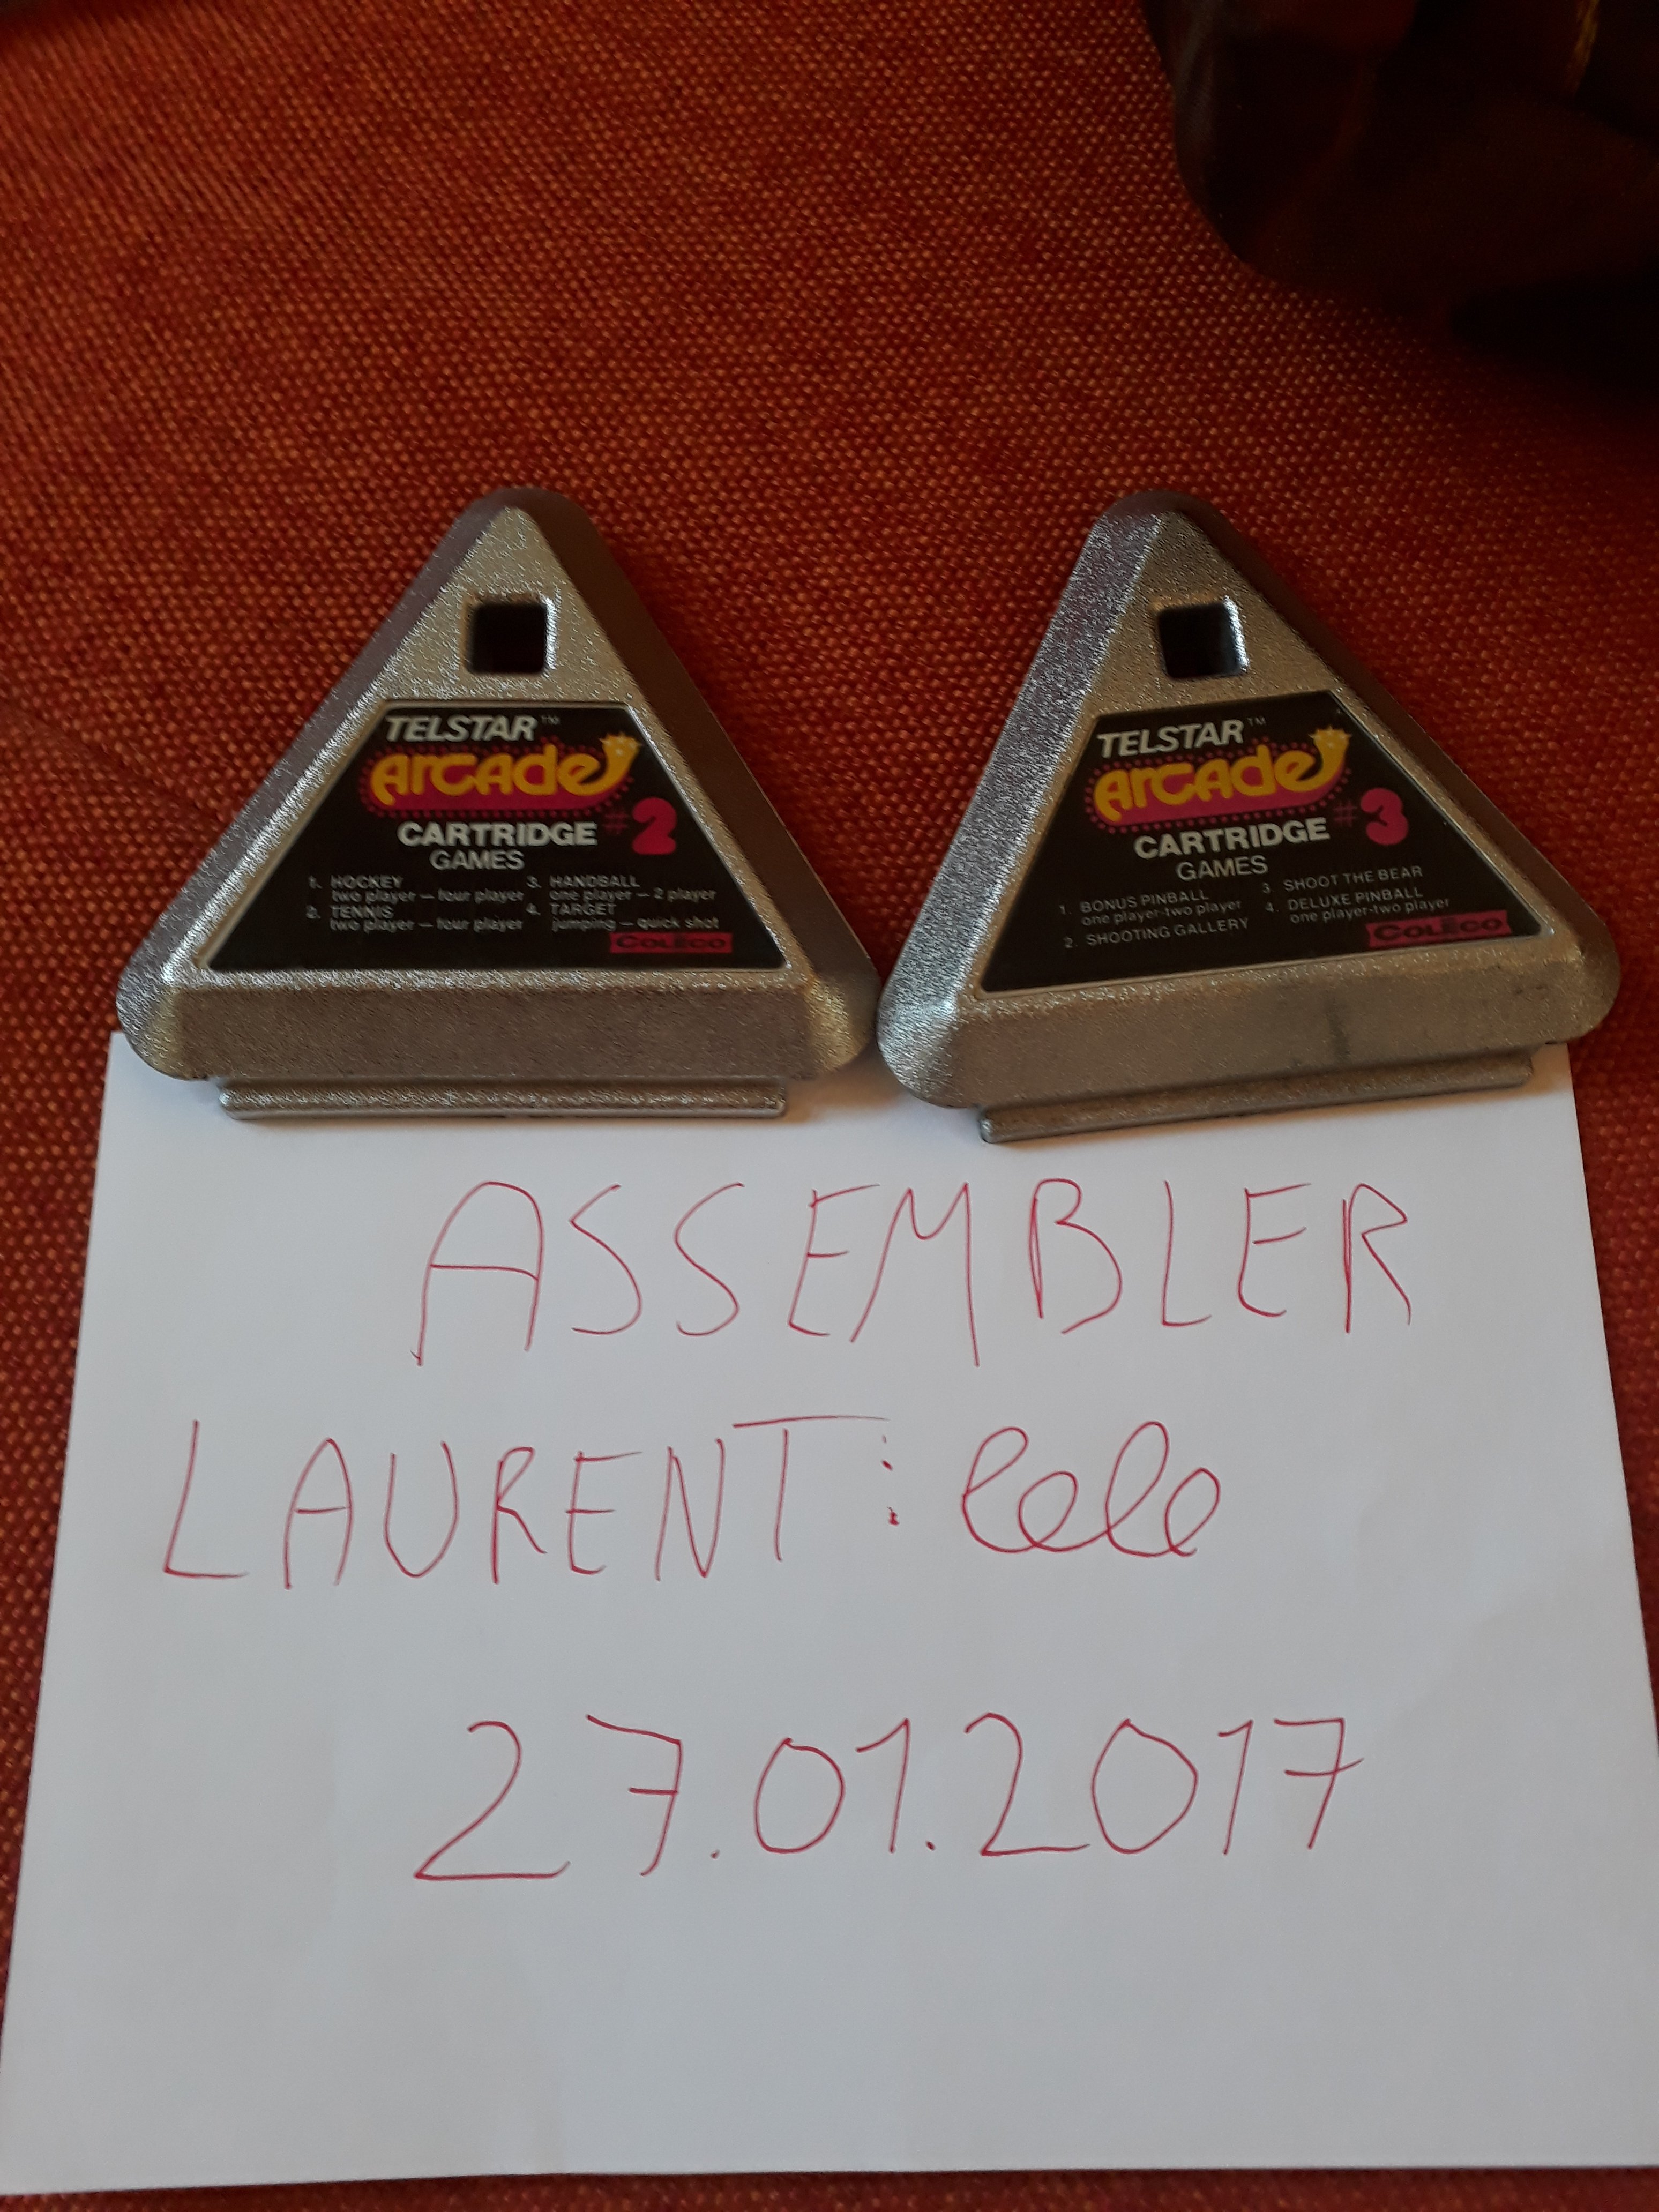 TELSTAR™
arcade
CARTRIDGE #2
GAMES
1. HOCKEY
two player — four player
2. TENNIS
two player — four player
3. HANDBALL
one player — 2 player
4. TARGET
jumping — quick shot
COLECO
TELSTAR™
arcade
CARTRIDGE #3
GAMES
1. BONUS PINBALL
one player-two player
2. SHOOTING GALLERY
3 SHOOT THE BEAR
4. DELUXE PINBALL
one player-two player
COLECO
ASSEMBLER
LAURENT: lele
27.01.2017